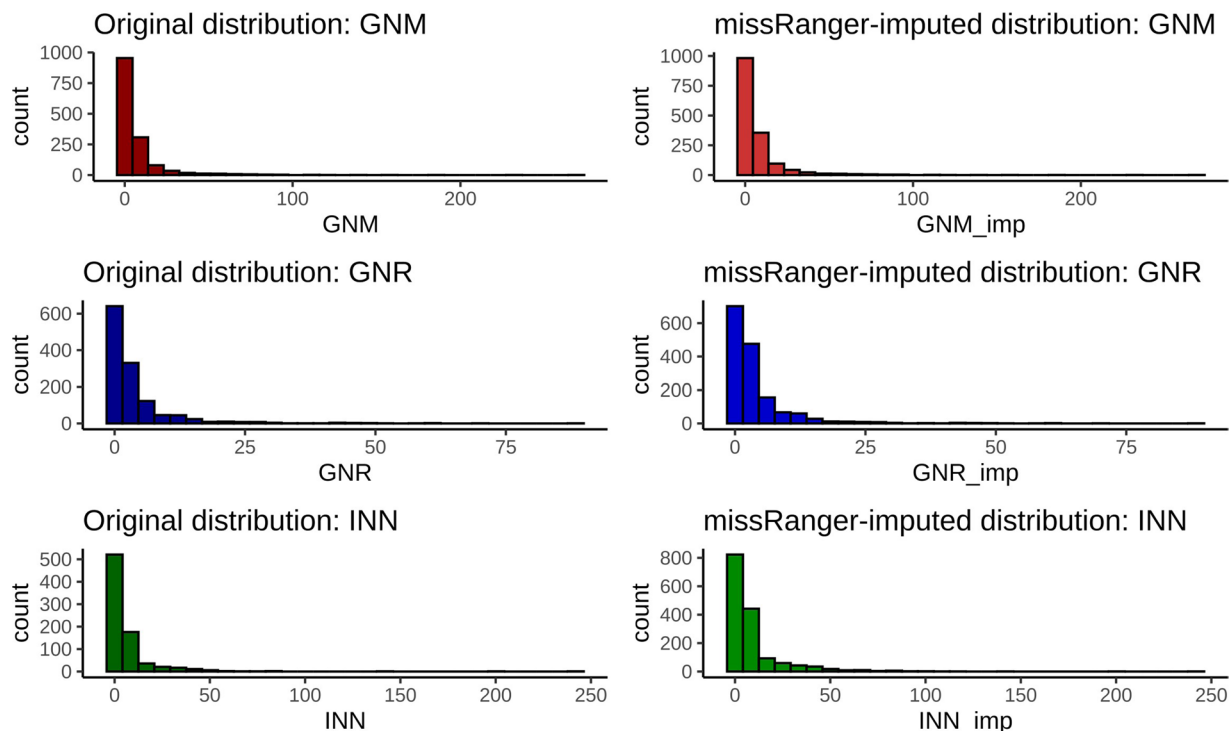 Original distribution: GNM
count
1000
750
500
250
0
0 100 200
GNM
missRanger-imputed distribution: GNM
count
1000
750
500
250
0
0 100 200
GNM_imp
Original distribution: GNR
count
600
400
200
0
0 25 50 75
GNR
missRanger-imputed distribution: GNR
count
600
400
200
0
0 25 50 75
GNR_imp
Original distribution: INN
count
500
400
300
200
100
0
0 50 100 150 200 250
INN
missRanger-imputed distribution: INN
count
800
600
400
200
0
0 50 100 150 200 250
INN_imp